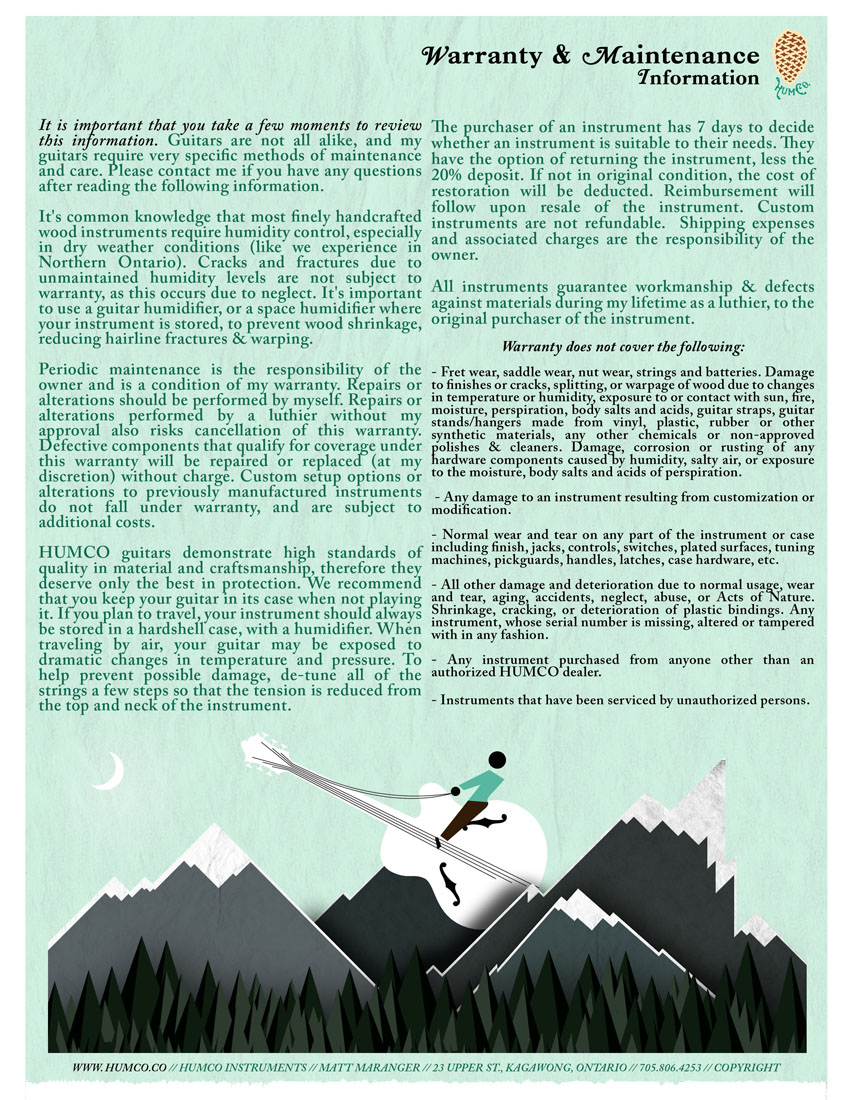 Warranty & Maintenance
Information
HUMCO.
It is important that you take a few moments to review
this information. Guitars are not all alike, and my
guitars require very specific methods of maintenance
and care. Please contact me if you have any questions
after reading the following information.
It's common knowledge that most finely handcrafted
wood instruments require humidity control, especially
in dry weather conditions (like we experience in
Northern Ontario). Cracks and fractures due to
unmaintained humidity levels are not subject to
warranty, as this occurs due to neglect. It's important
to use a guitar humidifier, or a space humidifier where
your instrument is stored, to prevent wood shrinkage,
reducing hairline fractures & warping.
Periodic maintenance is the responsibility of the
owner and is a condition of my warranty. Repairs or
alterations should be performed by myself. Repairs or
alterations performed by a luthier without my
approval also risks cancellation of this warranty.
Defective components that qualify for coverage under
this warranty will be repaired or replaced (at my
discretion) without charge. Custom setup options or
alterations to previously manufactured instruments
do not fall under warranty, and are subject to
additional costs.
HUMCO guitars demonstrate high standards of
quality in material and craftsmanship, therefore they
deserve only the best in protection. We recommend
that you keep your guitar in its case when not playing
it. If you plan to travel, your instrument should always
be stored in a hardshell case, with a humidifier. When
traveling by air, your guitar may be exposed to
dramatic changes in temperature and pressure. To
help prevent possible damage, de-tune all of the
strings a few steps so that the tension is reduced from
the top and neck of the instrument.
The purchaser of an instrument has 7 days to decide
whether an instrument is suitable to their needs. They
have the option of returning the instrument, less the
20% deposit. If not in original condition, the cost of
restoration will be deducted. Reimbursement will
follow upon resale of the instrument. Custom
instruments are not refundable. Shipping expenses
and associated charges are the responsibility of the
owner.
All instruments guarantee workmanship & defects
against materials during my lifetime as a luthier, to the
original purchaser of the instrument.
Warranty does not cover the following:
- Fret wear, saddle wear, nut wear, strings and batteries. Damage
to finishes or cracks, splitting, or warpage of wood due to changes
in temperature or humidity, exposure to or contact with sun, fire,
moisture, perspiration, body salts and acids, guitar straps, guitar
stands/hangers made from vinyl, plastic, rubber or other
synthetic materials, any other chemicals or non-approved
polishes & cleaners. Damage, corrosion or rusting of any
hardware components caused by humidity, salty air, or exposure
to the moisture, body salts and acids of perspiration.
- Any damage to an instrument resulting from customization or
modification.
- Normal wear and tear on any part of the instrument or case
including finish, jacks, controls, switches, plated surfaces, tuning
machines, pickguards, handles, latches, case hardware, etc.
- All other damage and deterioration due to normal usage, wear
and tear, aging, accidents, neglect, abuse, or Acts of Nature.
Shrinkage, cracking, or deterioration of plastic bindings. Any
instrument, whose serial number is missing, altered or tampered
with in any fashion.
- Any instrument purchased from anyone other than an
authorized HUMCO dealer.
- Instruments that have been serviced by unauthorized persons.
WWW.HUMCO.CO // HUMCO INSTRUMENTS // MATT MARANGER // 23 UPPER ST., KAGAWONG, ONTARIO // 705.806.4253 // COPYRIGHT